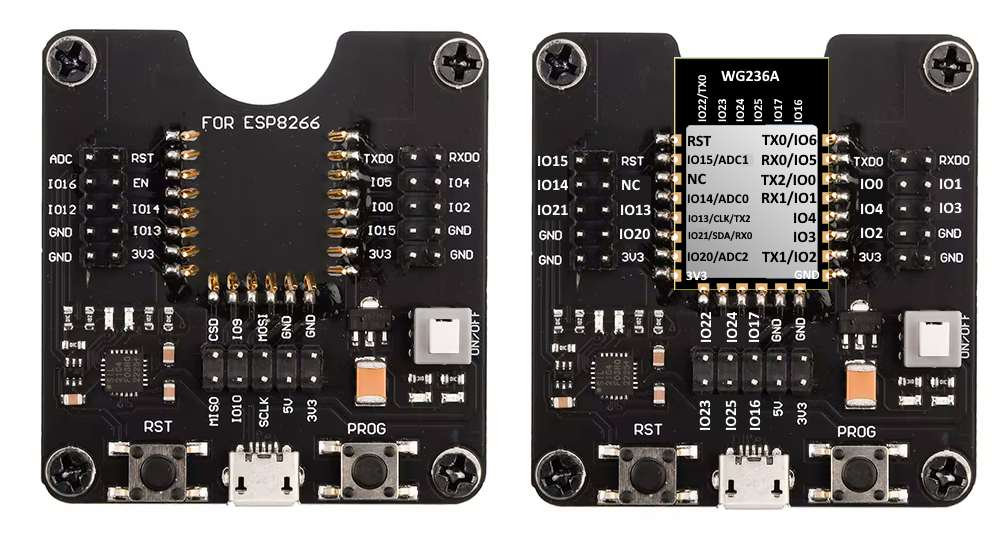 FOR ESP8266
ADC
RST
TXD0
RXD0
IO16
EN
IO5
IO4
IO12
IO14
IO0
IO2
GND
IO13
IO15
GND
GND
3V3
3V3
GND
CSD
IO9
MOSI
GND
GND
MISO
IO10
SCLK
5V
3V3
ON/OFF
RST
PROG
WG236A
IO22/TX0
IO23
IO24
IO25
IO17
IO16
RST
TX0/IO6
IO15/ADC1
RX0/IO5
NC
TX2/IO0
IO14/ADC0
RX1/IO1
IO13/CLK/TX2
IO4
IO21/SDA/RX0
IO3
IO20/ADC2
TX1/IO2
3V3
GND
IO15
RST
TXD0
RXD0
IO14
NC
IO0
IO1
IO21
IO13
IO4
IO3
GND
IO20
IO2
GND
GND
3V3
3V3
GND
IO22
IO24
IO17
GND
GND
IO23
IO25
IO16
5V
3V3
ON/OFF
RST
PROG